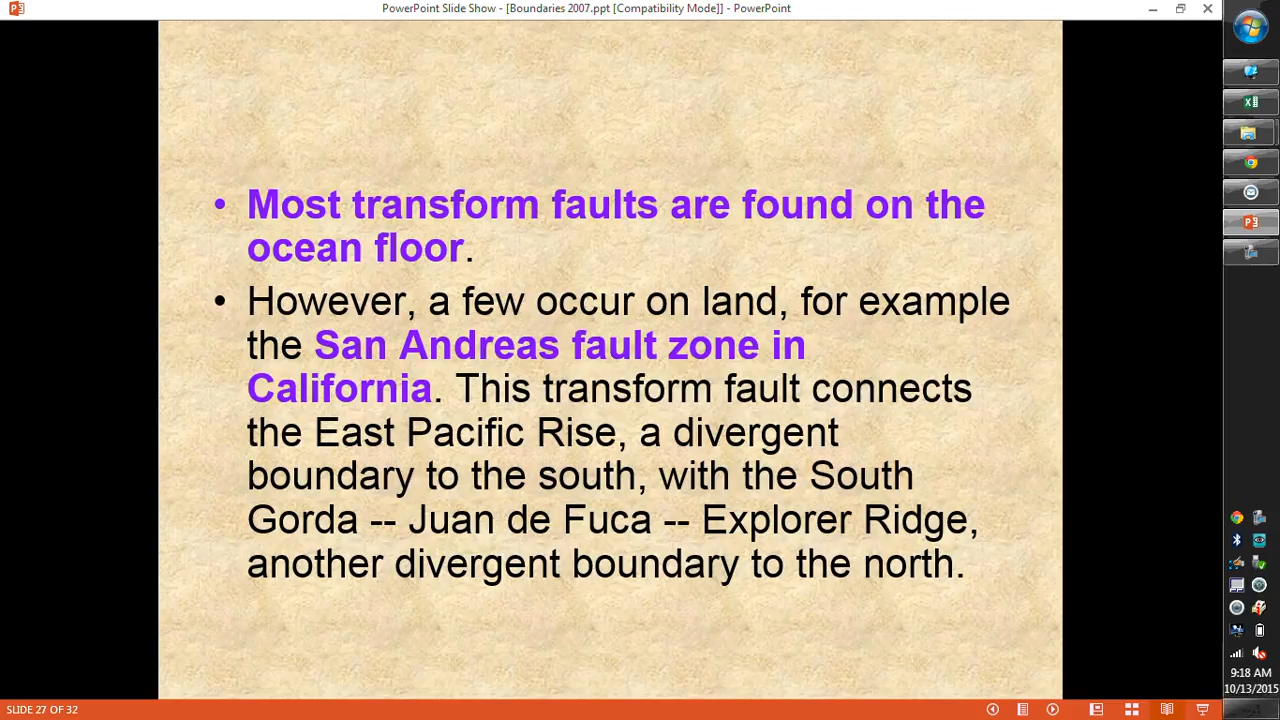 PowerPoint Slide Show - [Boundaries 2007.ppt [Compatibility Mode]] - PowerPoint
• Most transform faults are found on the
ocean floor.
• However, a few occur on land, for example
the San Andreas fault zone in
California. This transform fault connects
the East Pacific Rise, a divergent
boundary to the south, with the South
Gorda -- Juan de Fuca -- Explorer Ridge,
another divergent boundary to the north.
9:18 AM
10/13/2015
SLIDE 27 OF 32